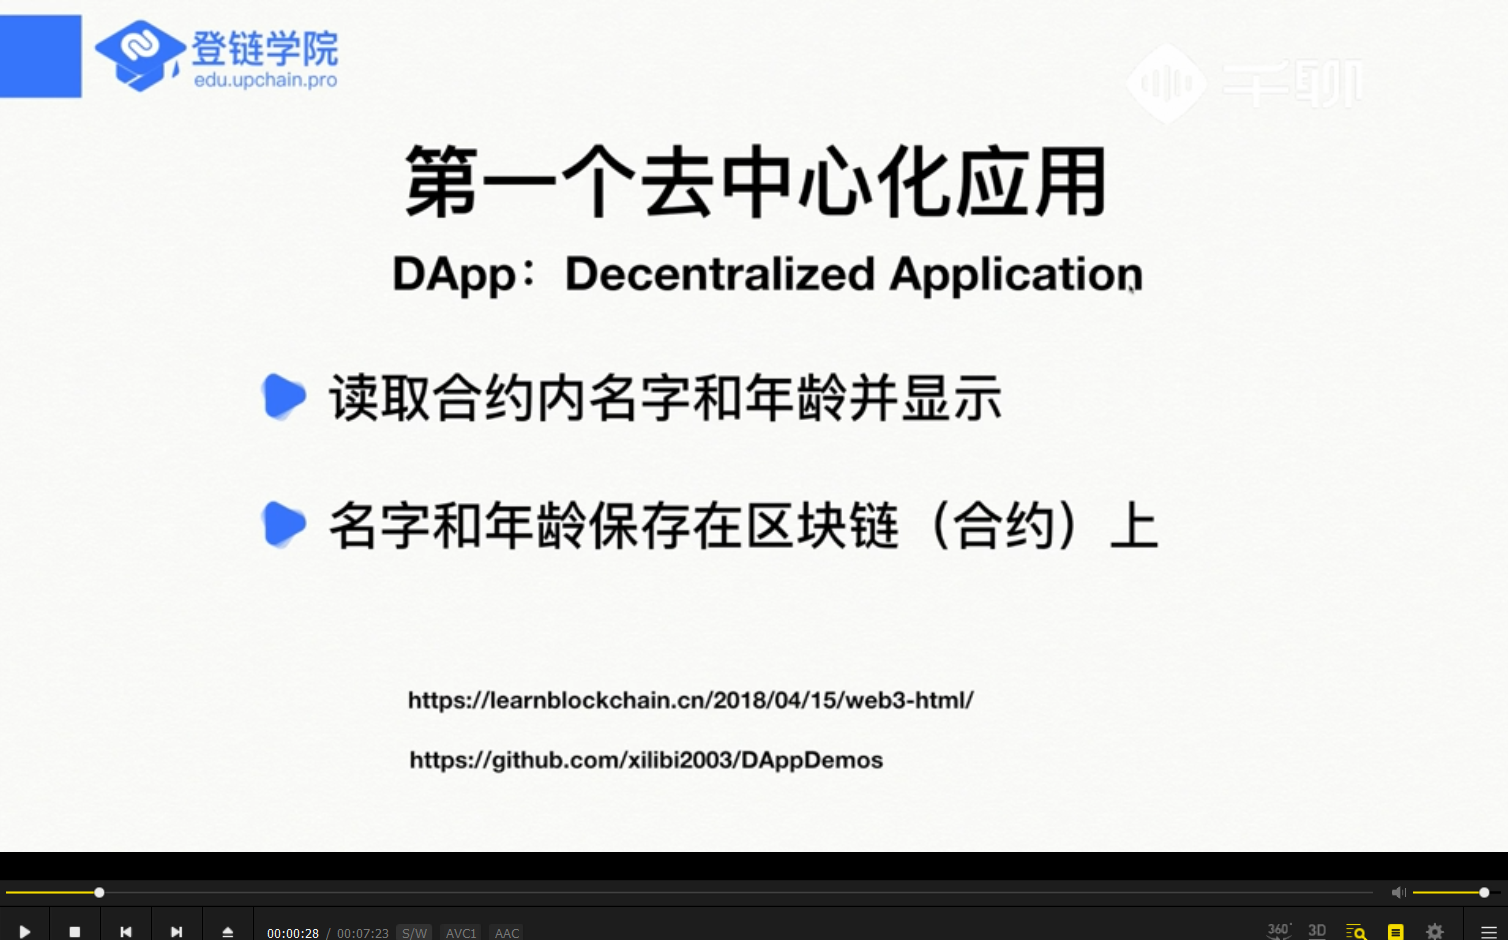 登链学院
edu.upchain.pro
千聊
第一个去中心化应用
DApp：Decentralized Application
读取合约内名字和年龄并显示
名字和年龄保存在区块链（合约）上
https://learnblockchain.cn/2018/04/15/web3-html/
https://github.com/xilibi2003/DAppDemos
00:00:28 / 00:07:23 S/W AVC1 AAC
360° 3D